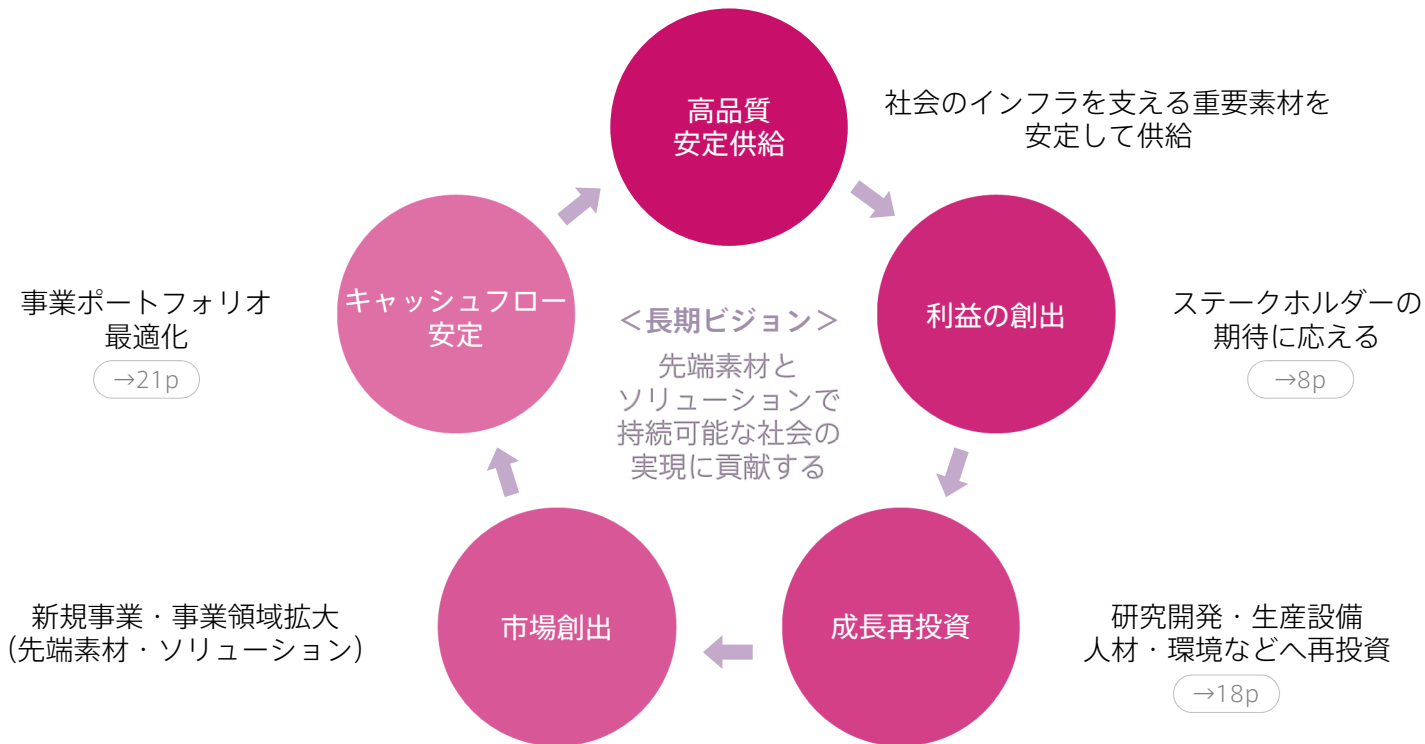 高品質
安定供給
社会のインフラを支える重要素材を
安定して供給
利益の創出
ステークホルダーの
期待に応える
→8p
成長再投資
研究開発・生産設備
人材・環境などへ再投資
→18p
市場創出
新規事業・事業領域拡大
(先端素材・ソリューション)
キャッシュフロー
安定
事業ポートフォリオ
最適化
→21p
＜長期ビジョン＞
先端素材と
ソリューションで
持続可能な社会の
実現に貢献する